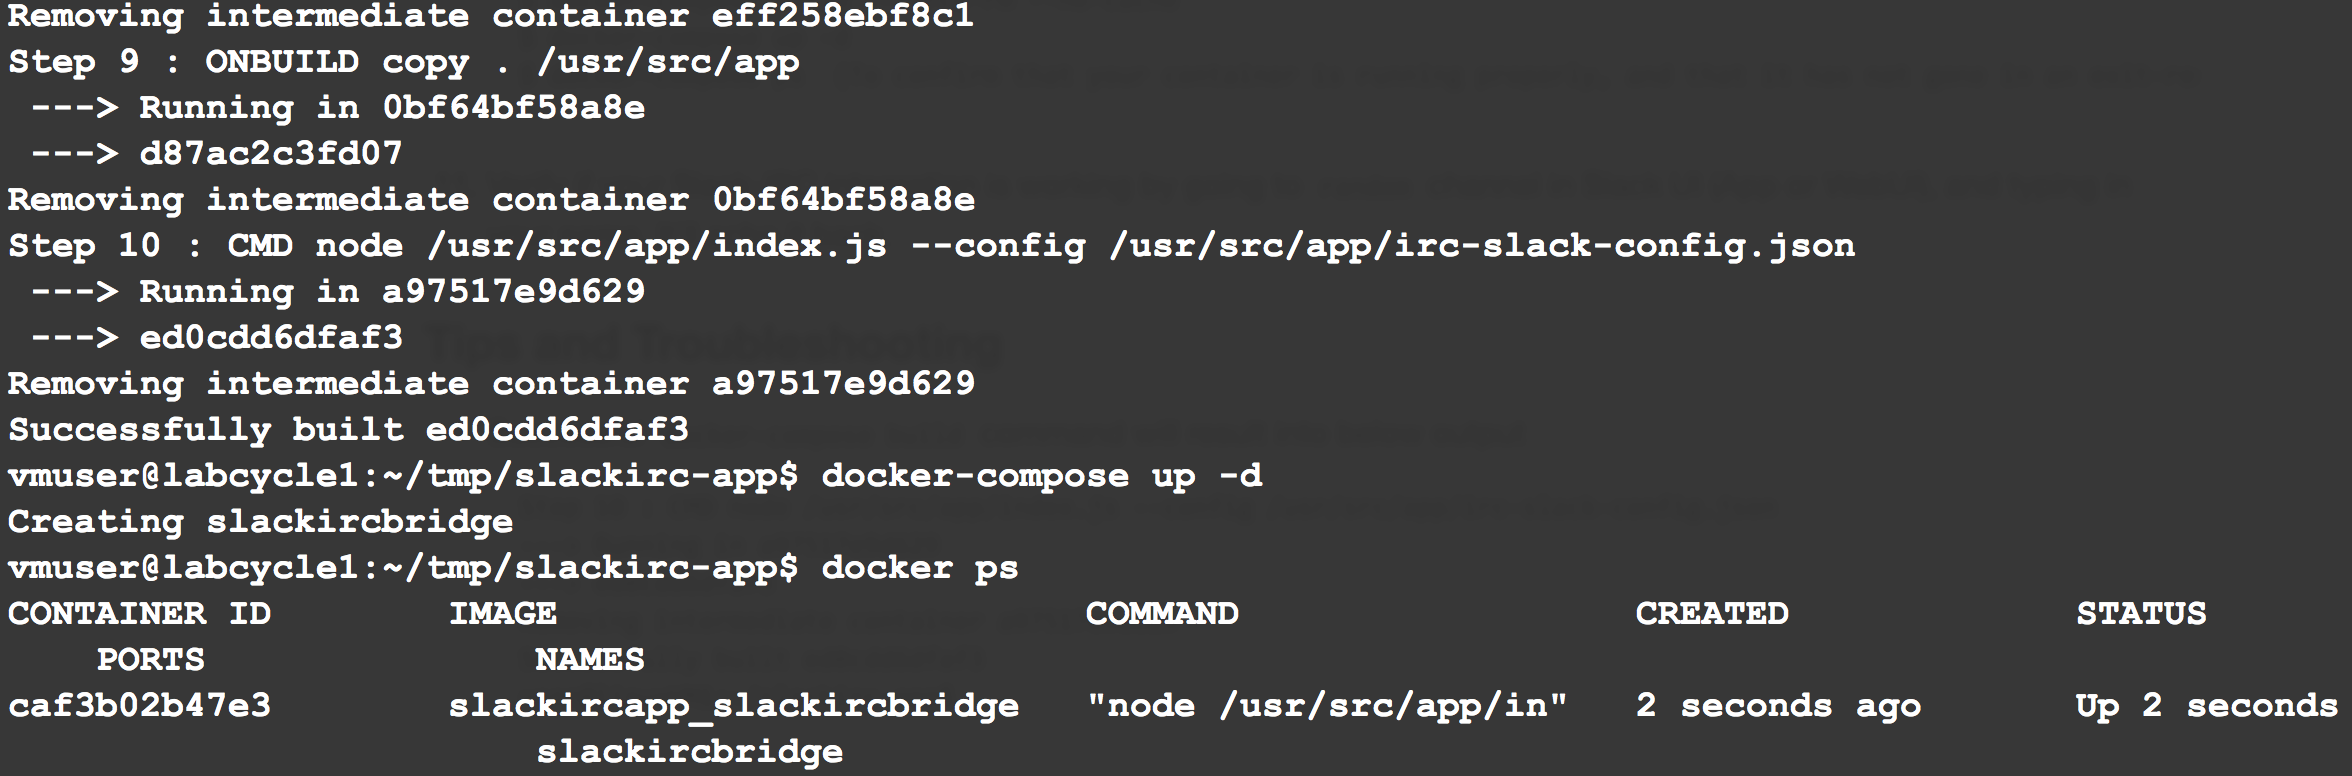 Removing intermediate container eff258ebf8c1
Step 9 : ONBUILD copy . /usr/src/app
 ---> Running in 0bf64bf58a8e
 ---> d87ac2c3fd07
Removing intermediate container 0bf64bf58a8e
Step 10 : CMD node /usr/src/app/index.js --config /usr/src/app/irc-slack-config.json
 ---> Running in a97517e9d629
 ---> ed0cdd6dfaf3
Tips and Troubleshooting
Removing intermediate container a97517e9d629
Successfully built ed0cdd6dfaf3
vmuser@labcycle1:~/tmp/slackirc-app$ docker-compose up -d
Creating slackircbridge
vmuser@labcycle1:~/tmp/slackirc-app$ docker ps
CONTAINER ID        IMAGE                        COMMAND                  CREATED             STATUS
    PORTS               NAMES
caf3b02b47e3        slackircapp_slackircbridge   "node /usr/src/app/in"   2 seconds ago       Up 2 seconds
                        slackircbridge